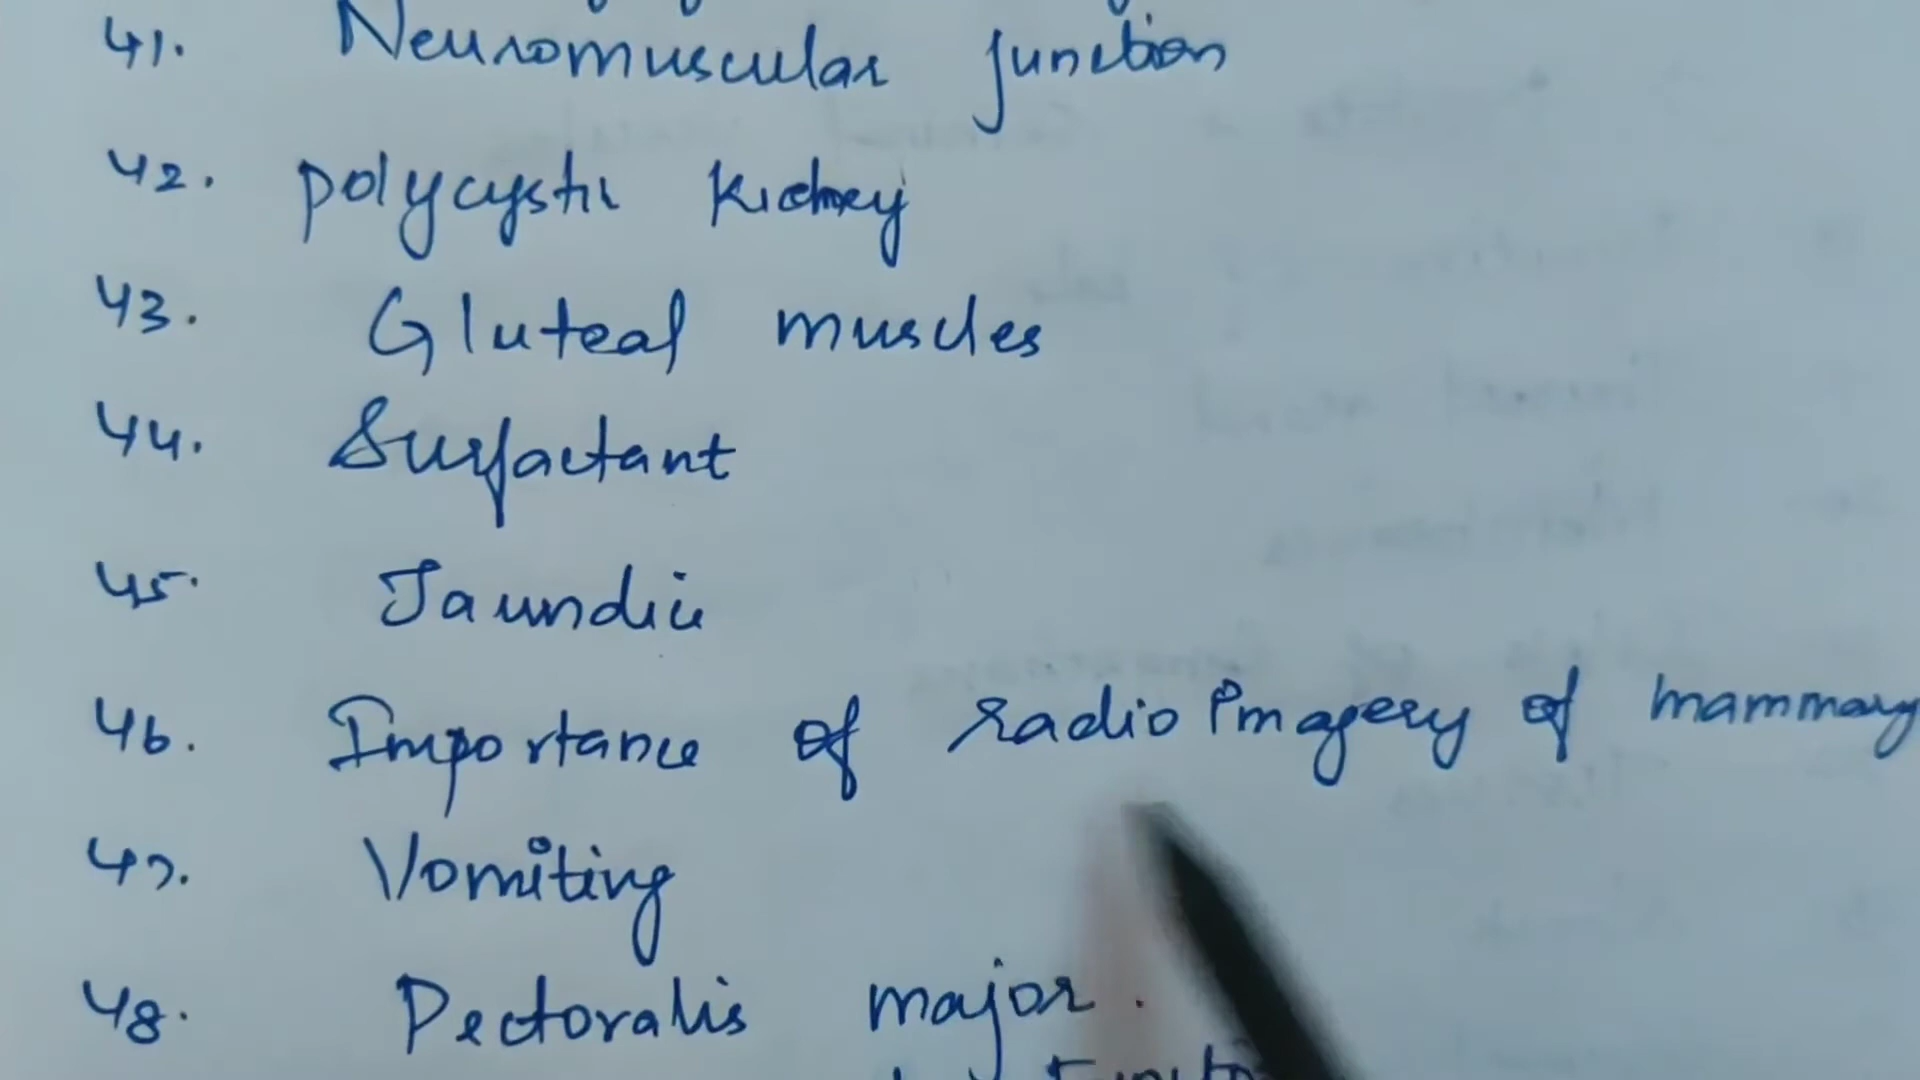 41. Neuromuscular junction
42. polycystic Kidney
43. Gluteal muscles
44. Surfactant
45. Jaundice
46. Importance of radio imagery of mammary
47. Vomiting
48. Pectoralis major.